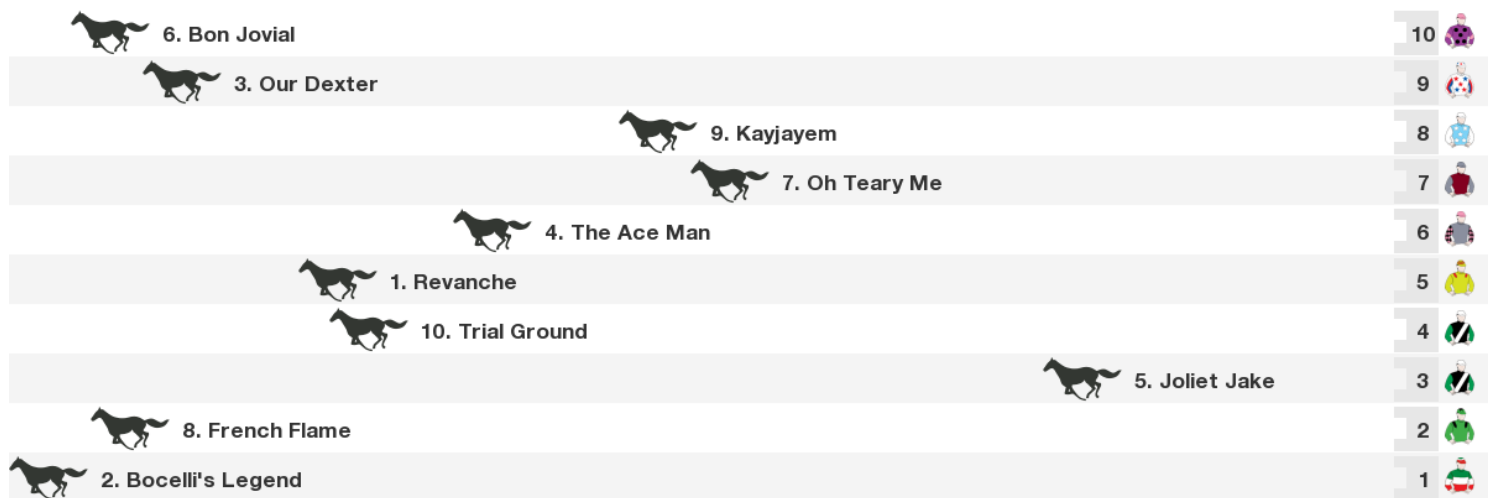 6. Bon Jovial 10
3. Our Dexter 9
9. Kayjayem 8
7. Oh Teary Me 7
4. The Ace Man 6
1. Revanche 5
10. Trial Ground 4
5. Joliet Jake 3
8. French Flame 2
2. Bocelli's Legend 1